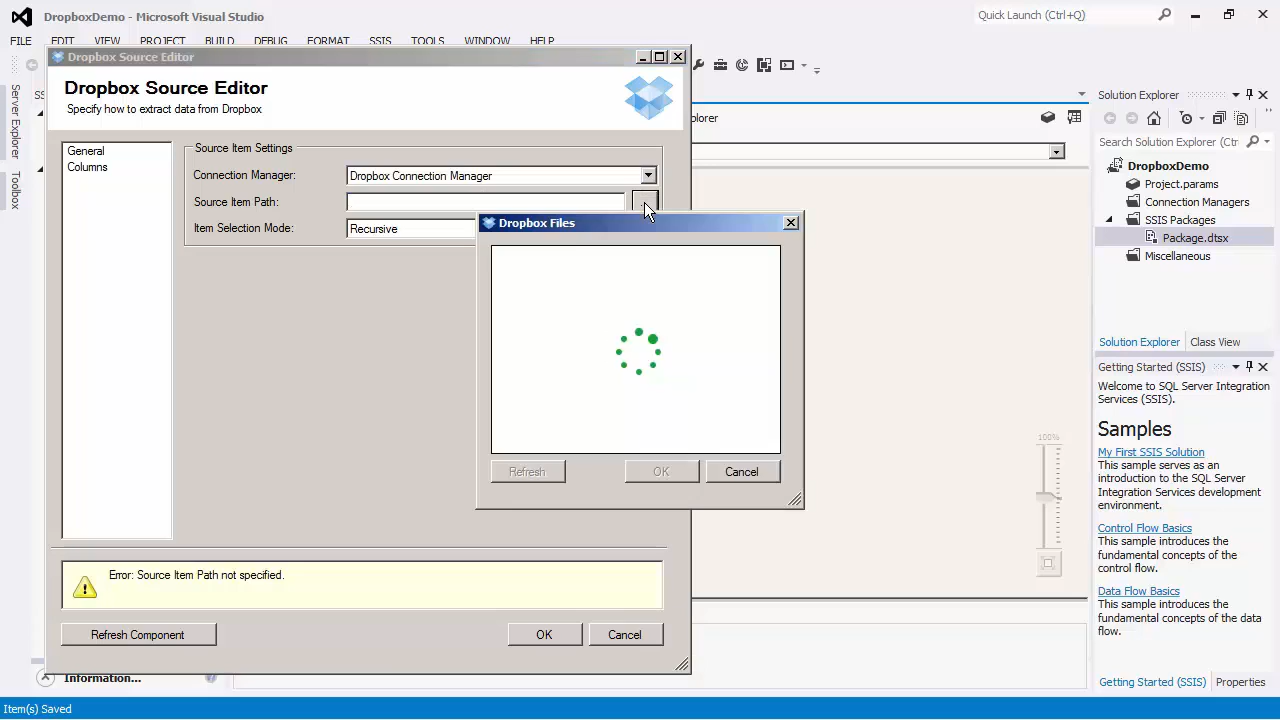 DropboxDemo - Microsoft Visual Studio
Quick Launch (Ctrl+Q)
FILE EDIT VIEW PROJECT BUILD DEBUG FORMAT SSIS TOOLS WINDOW HELP
Server Explorer
Toolbox
Dropbox Source Editor
Dropbox Source Editor
Specify how to extract data from Dropbox
General
Columns
Source Item Settings
Connection Manager:
Dropbox Connection Manager
Source Item Path:
Item Selection Mode:
Recursive
Dropbox Files
Refresh
OK
Cancel
Error: Source Item Path not specified.
Refresh Component
OK
Cancel
Information...
Item(s) Saved
plorer
100%
Solution Explorer
Search Solution Explorer (Ctr
DropboxDemo
Project.params
Connection Managers
SSIS Packages
Package.dtsx
Miscellaneous
Solution Explorer
Class View
Getting Started (SSIS)
Welcome to SQL Server Integration
Services (SSIS).
Samples
My First SSIS Solution
This sample serves as an
introduction to the SQL Server
Integration Services development
environment.
Control Flow Basics
This sample introduces the
fundamental concepts of the
control flow.
Data Flow Basics
This sample introduces the
fundamental concepts of the data
flow.
Getting Started (SSIS)
Properties